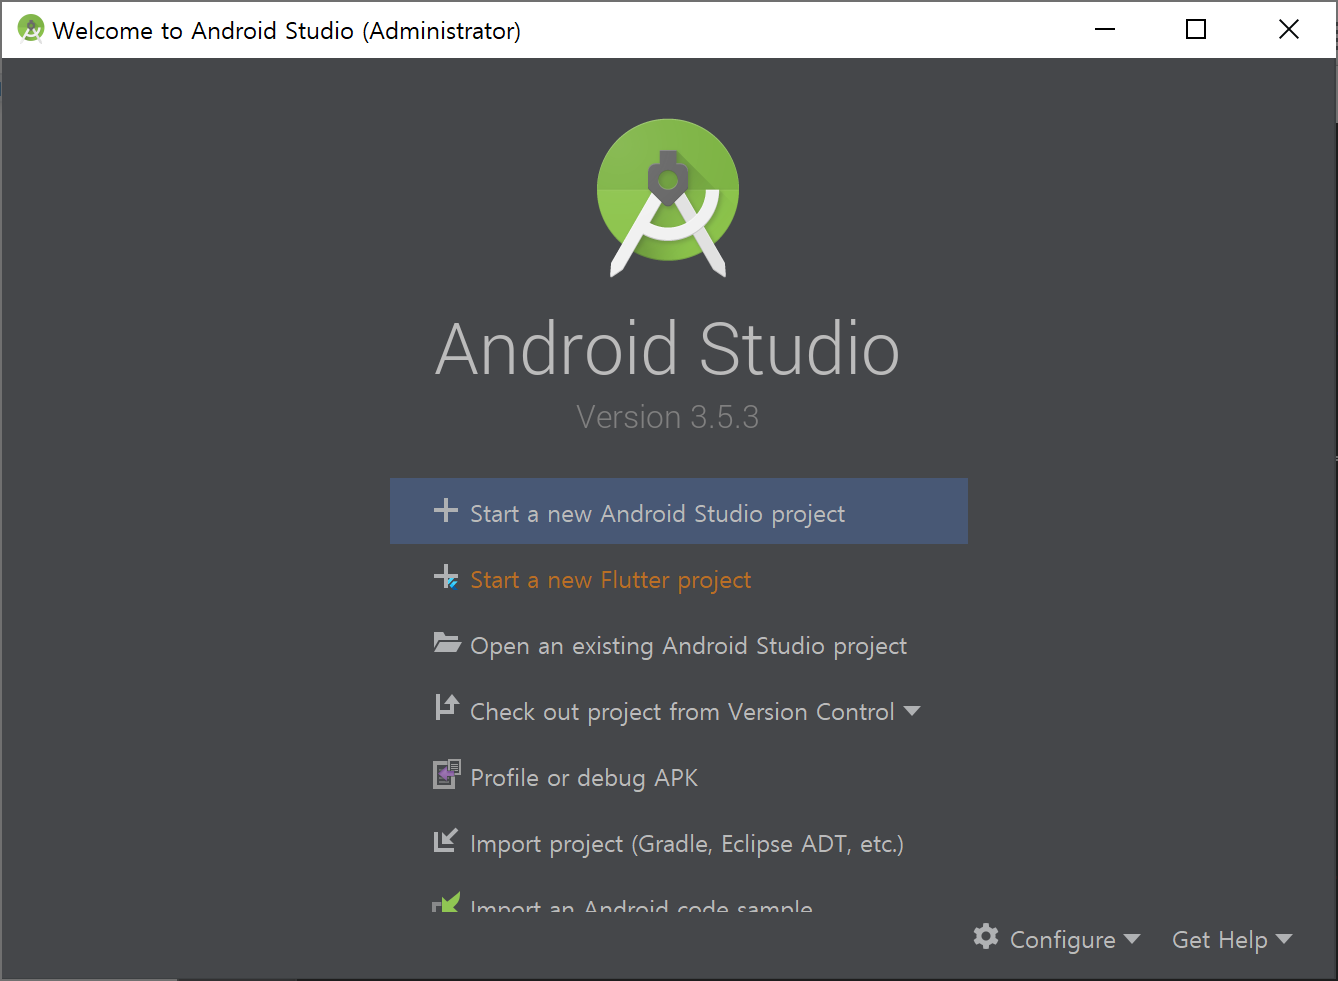 Welcome to Android Studio (Administrator)
Android Studio
Version 3.5.3
Start a new Android Studio project
Start a new Flutter project
Open an existing Android Studio project
Check out project from Version Control
Profile or debug APK
Import project (Gradle, Eclipse ADT, etc.)
Import an Android code sample
Configure
Get Help